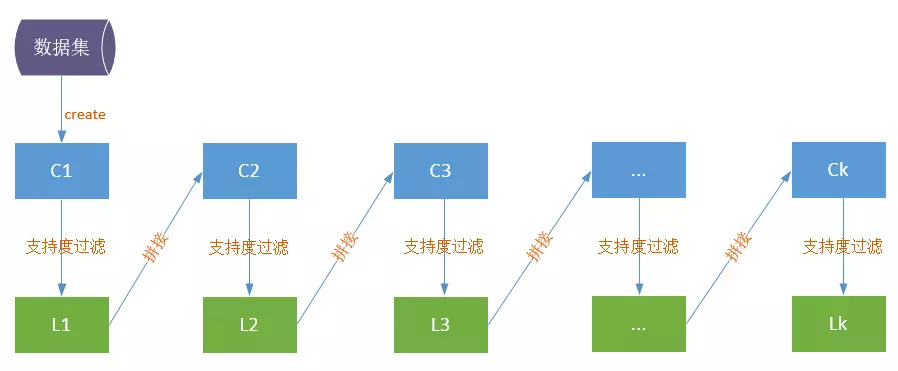 数据集
create
C1
C2
C3
...
Ck
支持度过滤
拼接
支持度过滤
拼接
支持度过滤
拼接
支持度过滤
拼接
支持度过滤
L1
L2
L3
...
Lk